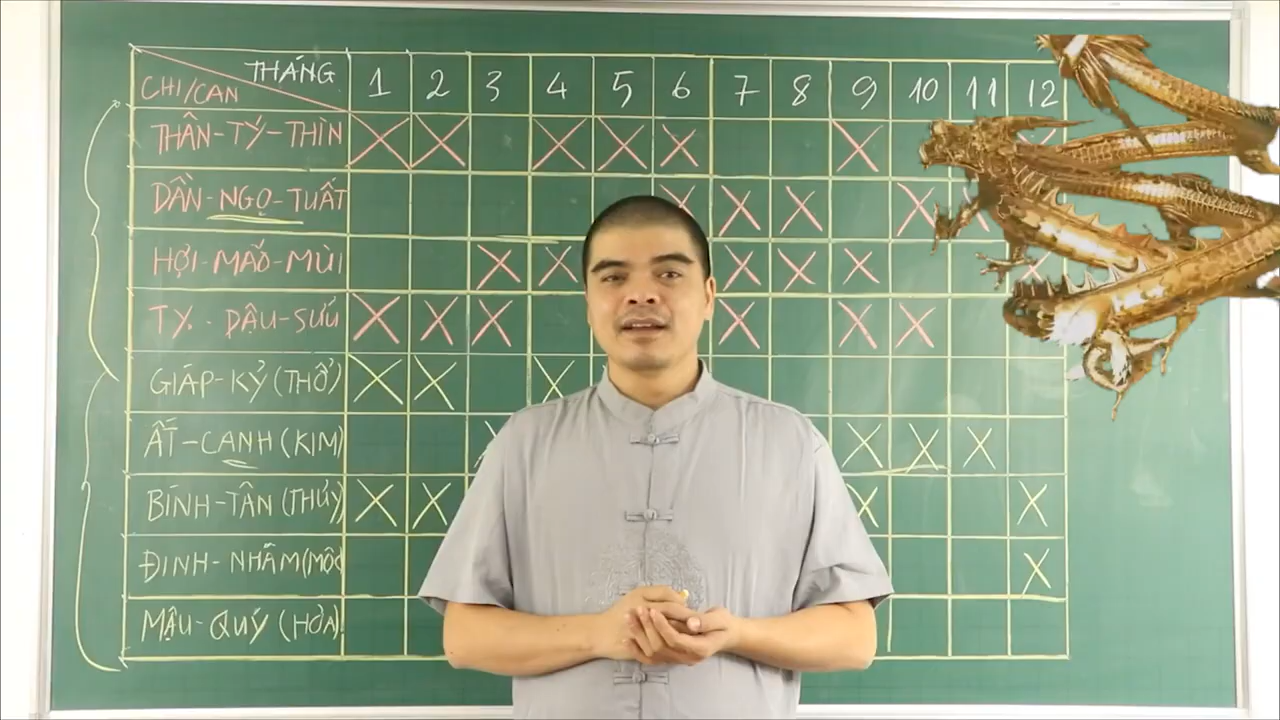 THÁNG 1 2 3 4 5 6 7 8 9 10 11 12
CHI/CAN
THÂN-TÝ-THÌN X X X X X X
DẦN-NGỌ-TUẤT X X X X
HỢI-MÃO-MÙI X X X X X X
TỴ-DẬU-SỬU X X X X X X
GIÁP-KỶ (THỔ) X X X
ẤT-CANH (KIM) X X X
BÍNH-TÂN (THỦY) X X X X
ĐINH-NHÂM (MỘC X
MẬU-QUÝ (HỎA)